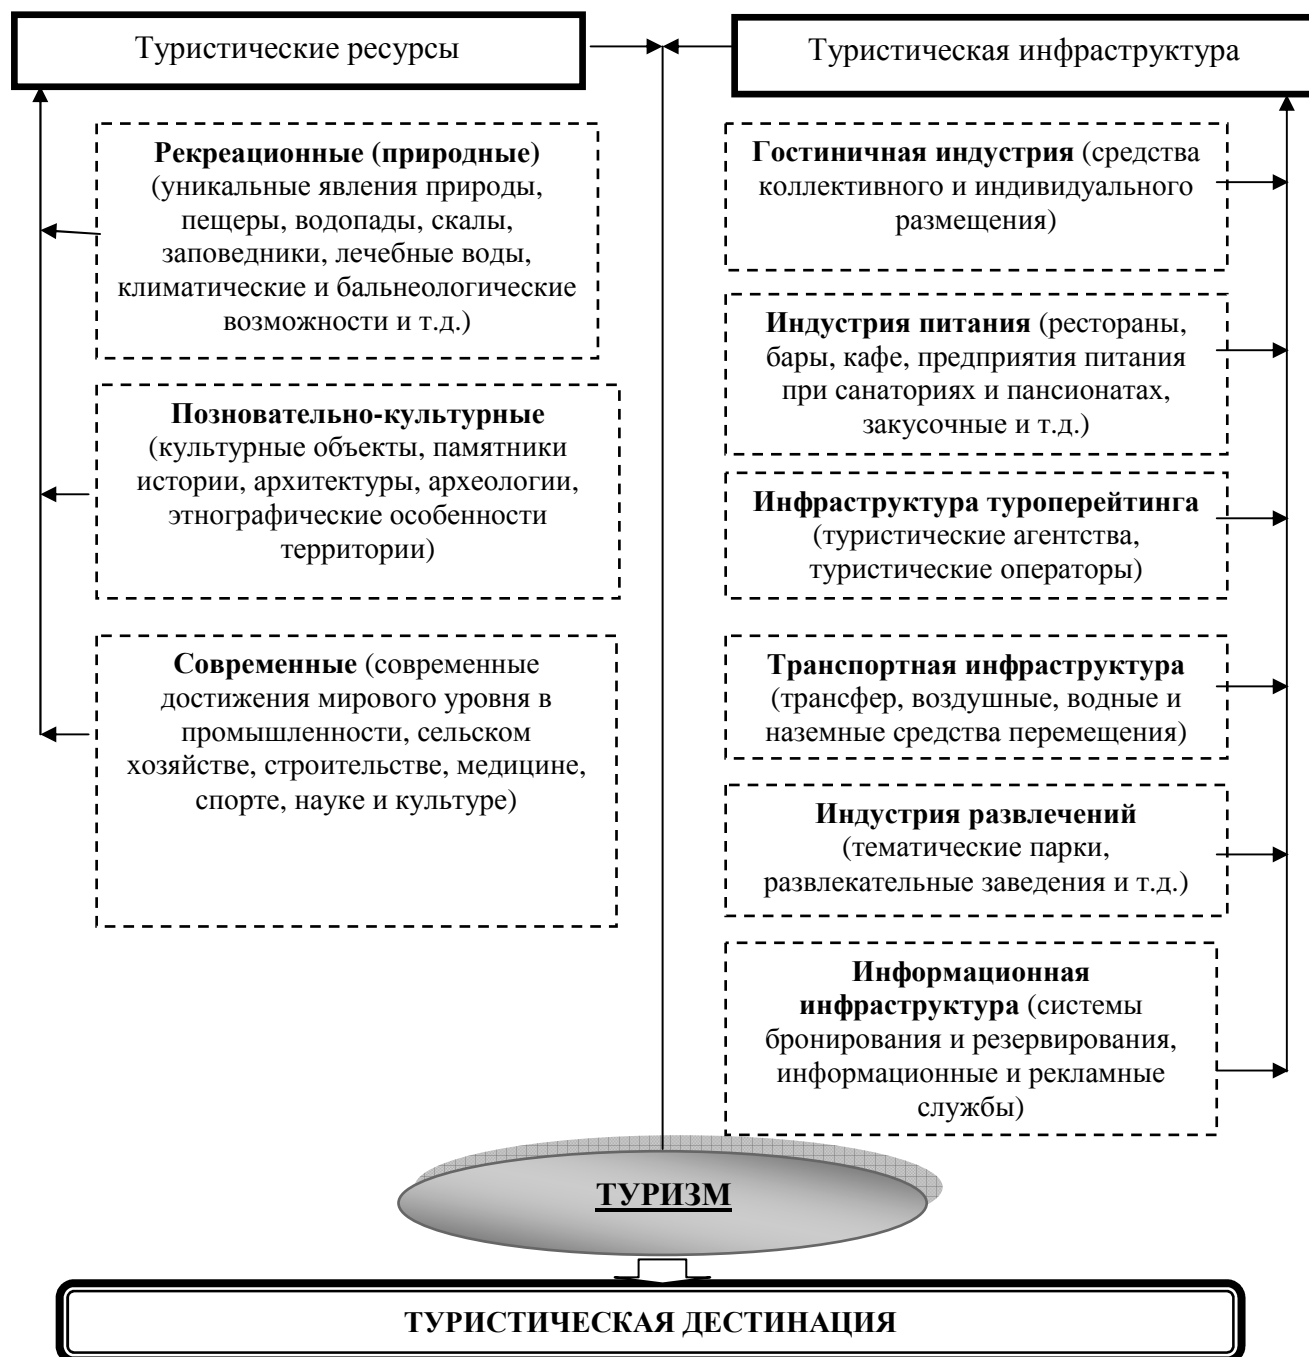 Туристические ресурсы
Рекреационные (природные)
(уникальные явления природы,
пещеры, водопады, скалы,
заповедники, лечебные воды,
климатические и бальнеологические
возможности и т.д.)
Позновательно-культурные
(культурные объекты, памятники
истории, архитектуры, археологии,
этнографические особенности
территории)
Современные (современные
достижения мирового уровня в
промышленности, сельском
хозяйстве, строительстве, медицине,
спорте, науке и культуре)
Туристическая инфраструктура
Гостиничная индустрия (средства
коллективного и индивидуального
размещения)
Индустрия питания (рестораны,
бары, кафе, предприятия питания
при санаториях и пансионатах,
закусочные и т.д.)
Инфраструктура туроперейтинга
(туристические агентства,
туристические операторы)
Транспортная инфраструктура
(трансфер, воздушные, водные и
наземные средства перемещения)
Индустрия развлечений
(тематические парки,
развлекательные заведения и т.д.)
Информационная
инфраструктура (системы
бронирования и резервирования,
информационные и рекламные
службы)
ТУРИЗМ
ТУРИСТИЧЕСКАЯ ДЕСТИНАЦИЯ